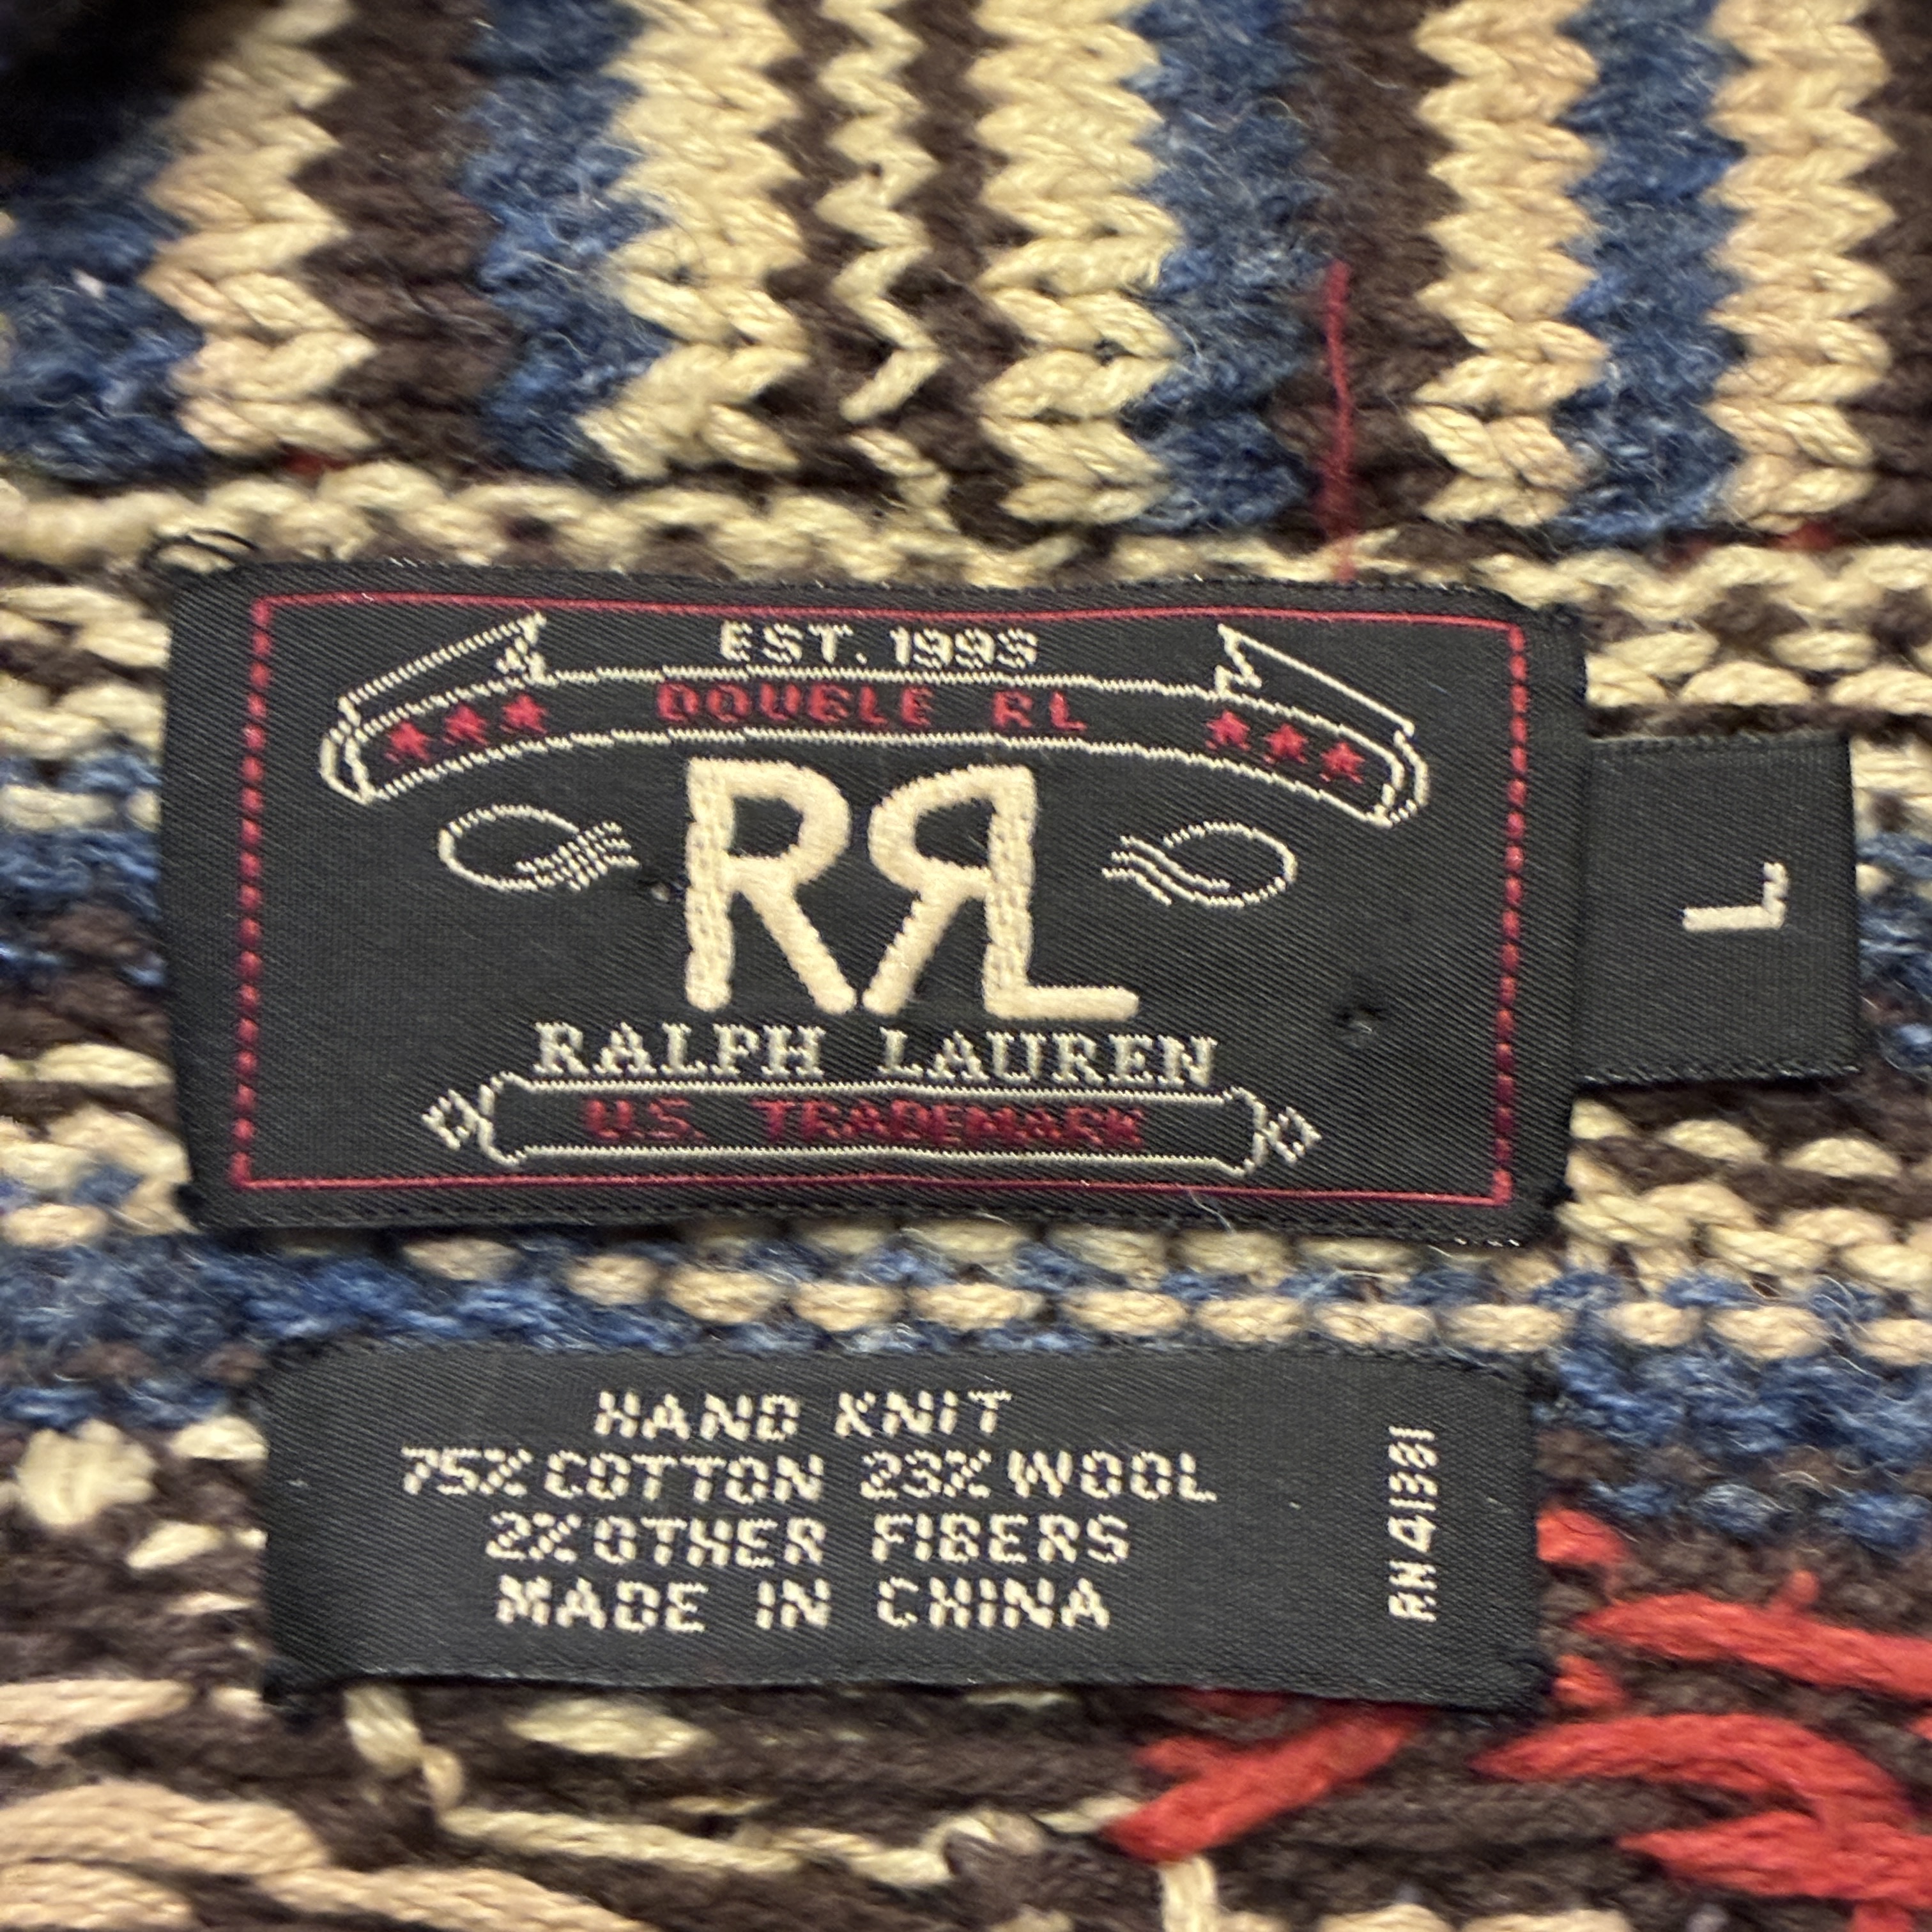 EST. 1993
DOUBLE RL
RRL
RALPH LAUREN
U.S. TRADEMARK
L
HAND KNIT
75% COTTON 23% WOOL
2% OTHER FIBERS
MADE IN CHINA
RN 41381